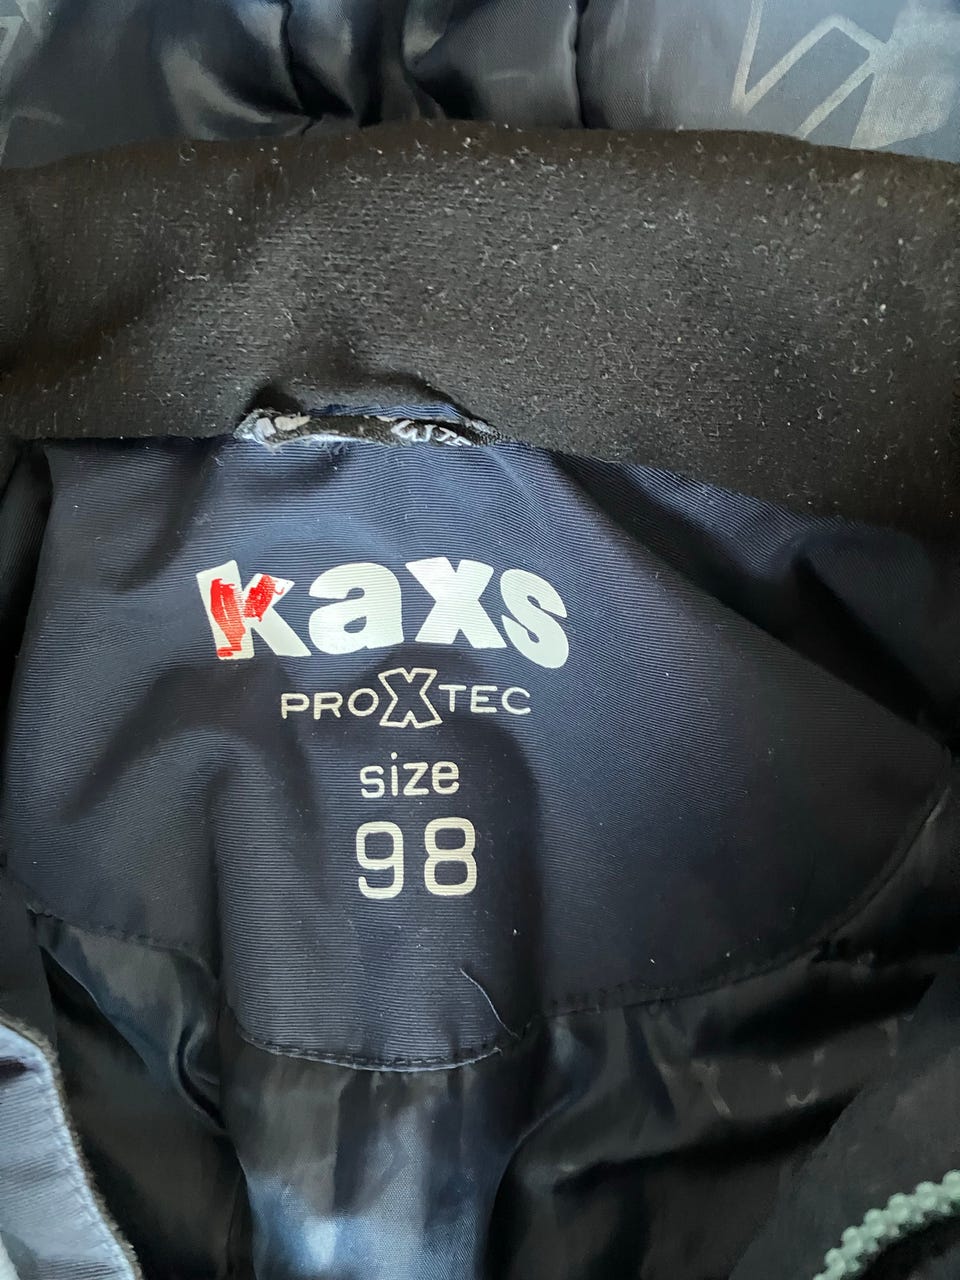 kaxs
PROXTEC
size
98